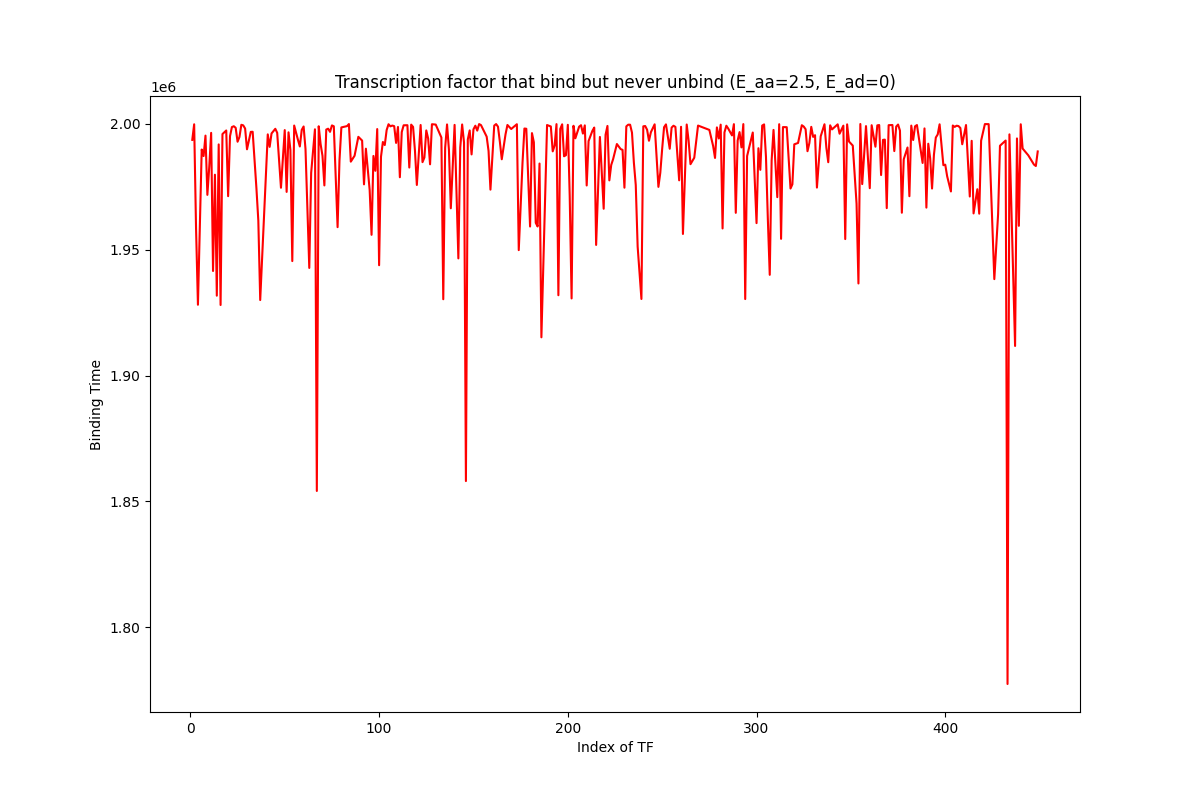 Transcription factor that bind but never unbind (E_aa=2.5, E_ad=0)
1e6
2.00
1.95
1.90
1.85
1.80
Binding Time
0 100 200 300 400
Index of TF